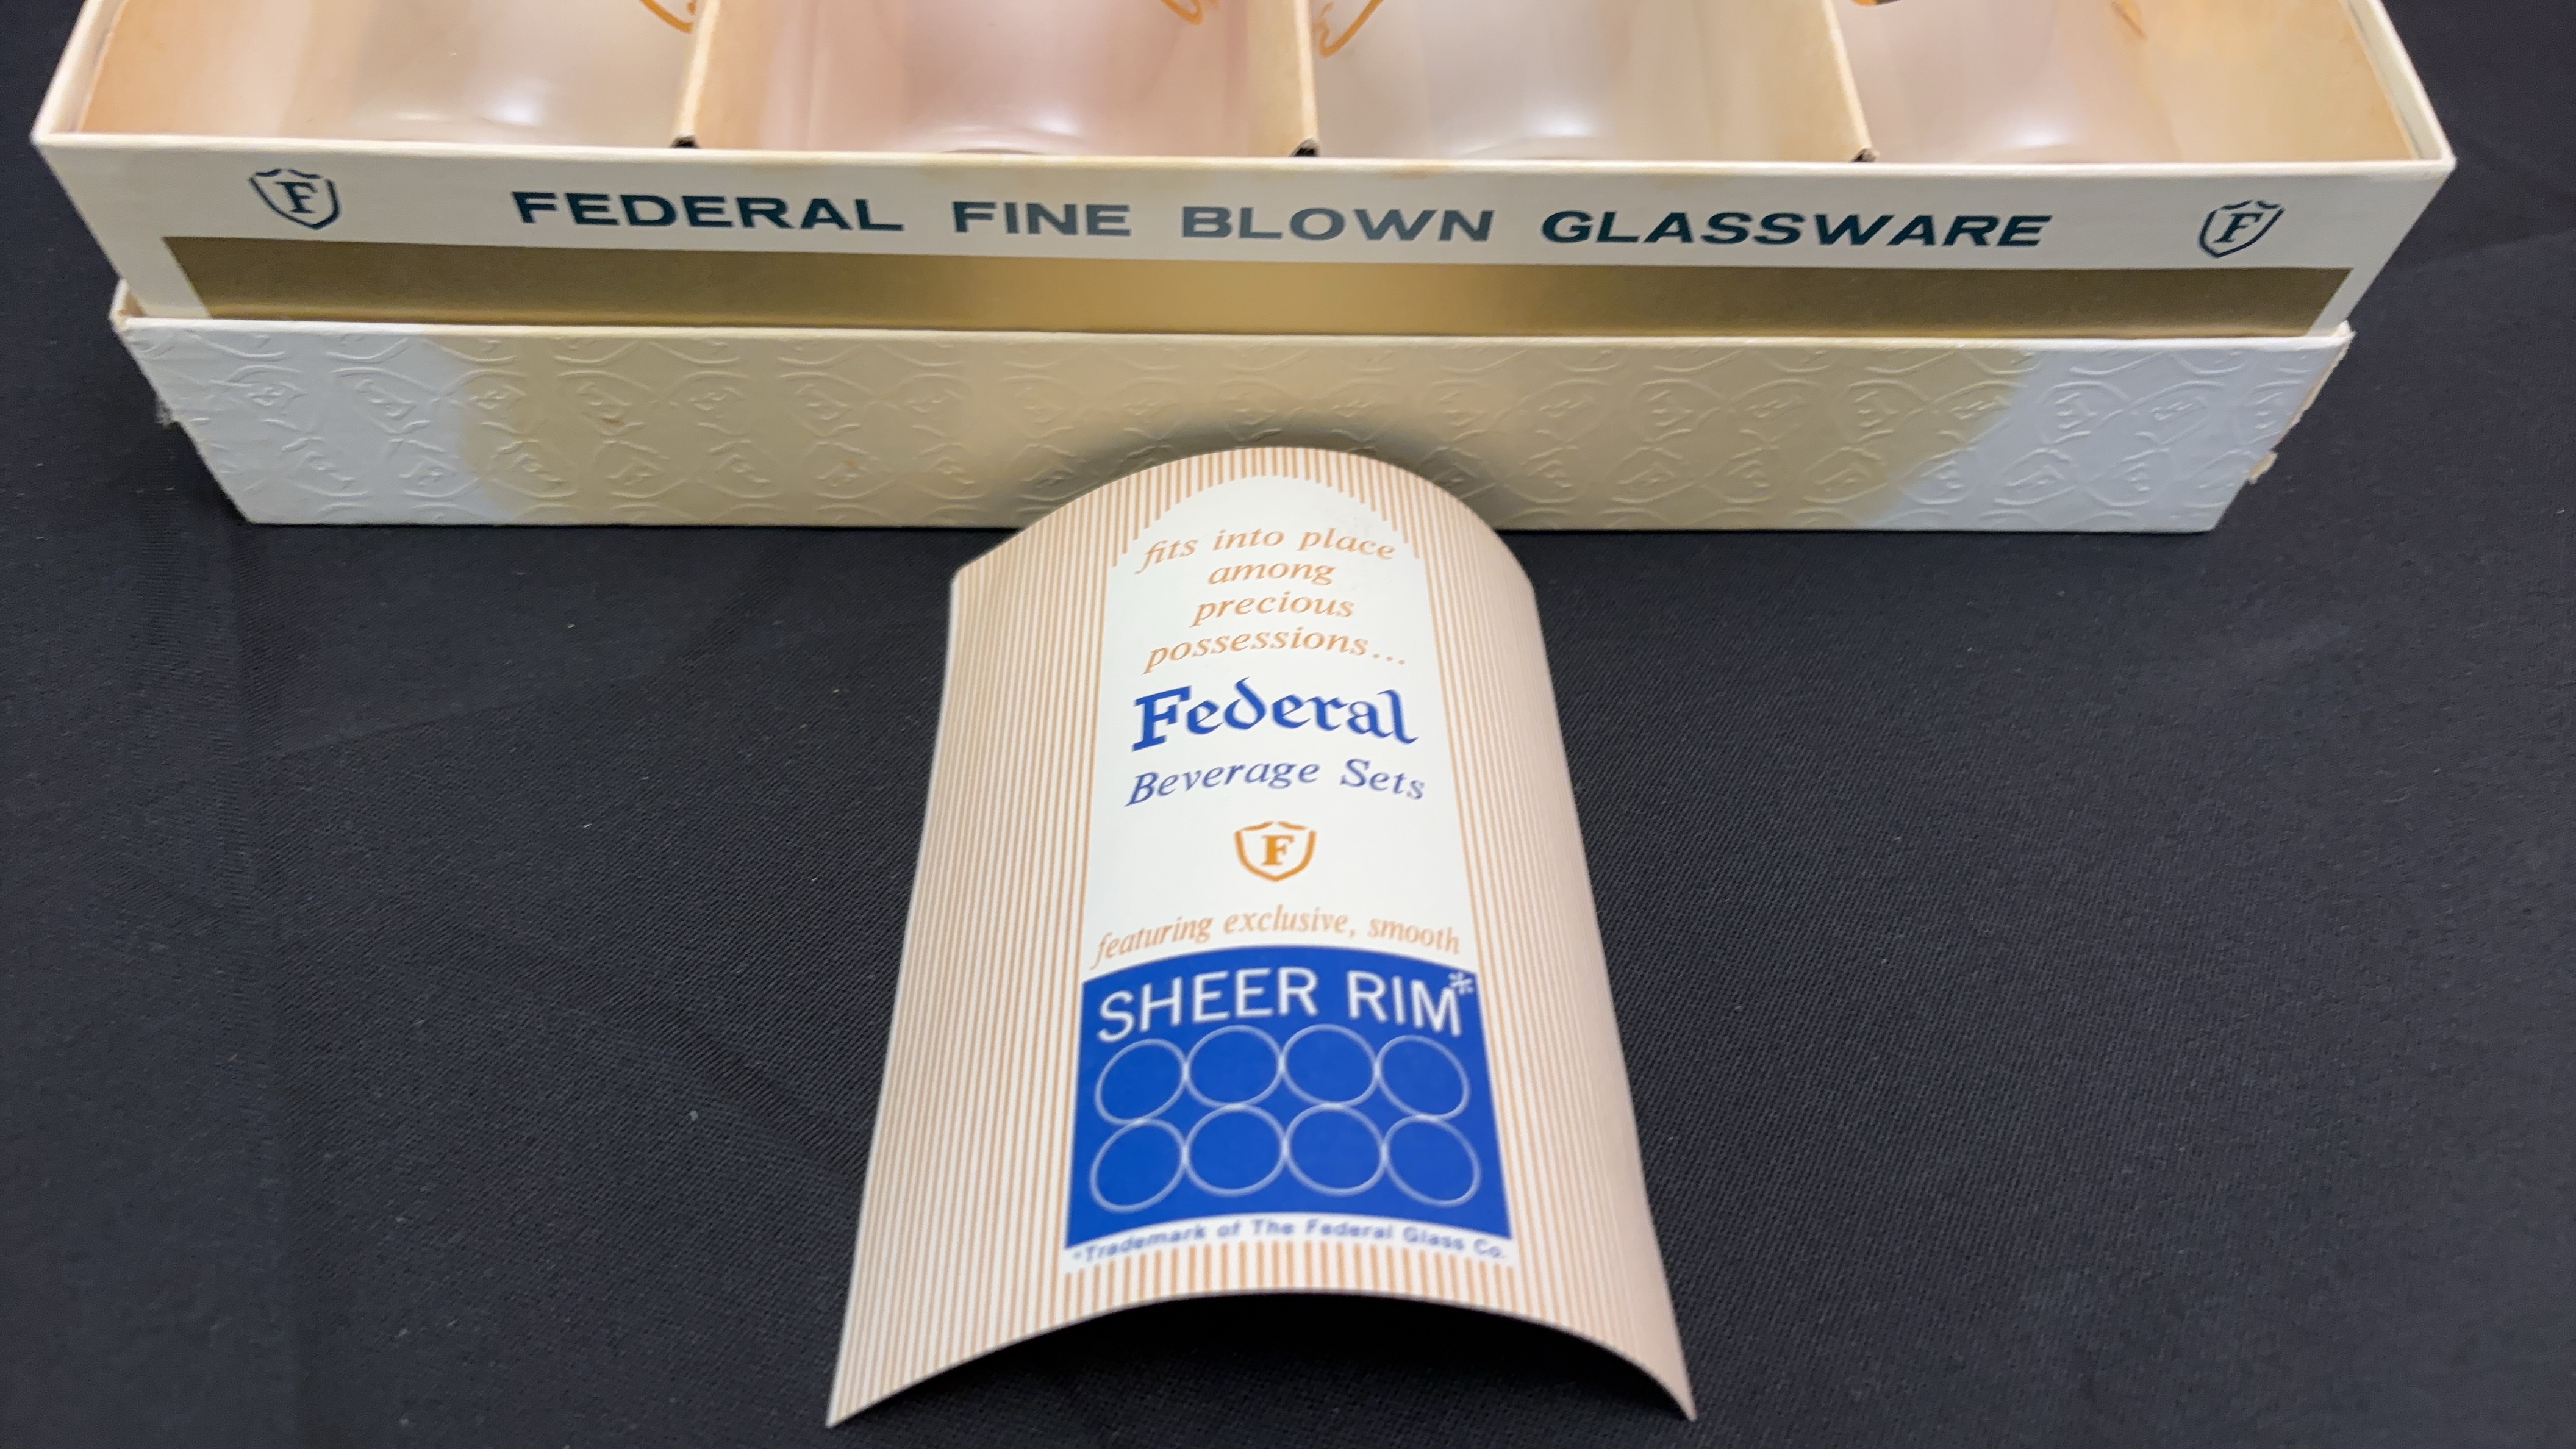 F FEDERAL FINE BLOWN GLASSWARE F
fits into place
among
precious
possessions...
Federal
Beverage Sets
F
featuring exclusive, smooth
SHEER RIM*
*Trademark of The Federal Glass Co.